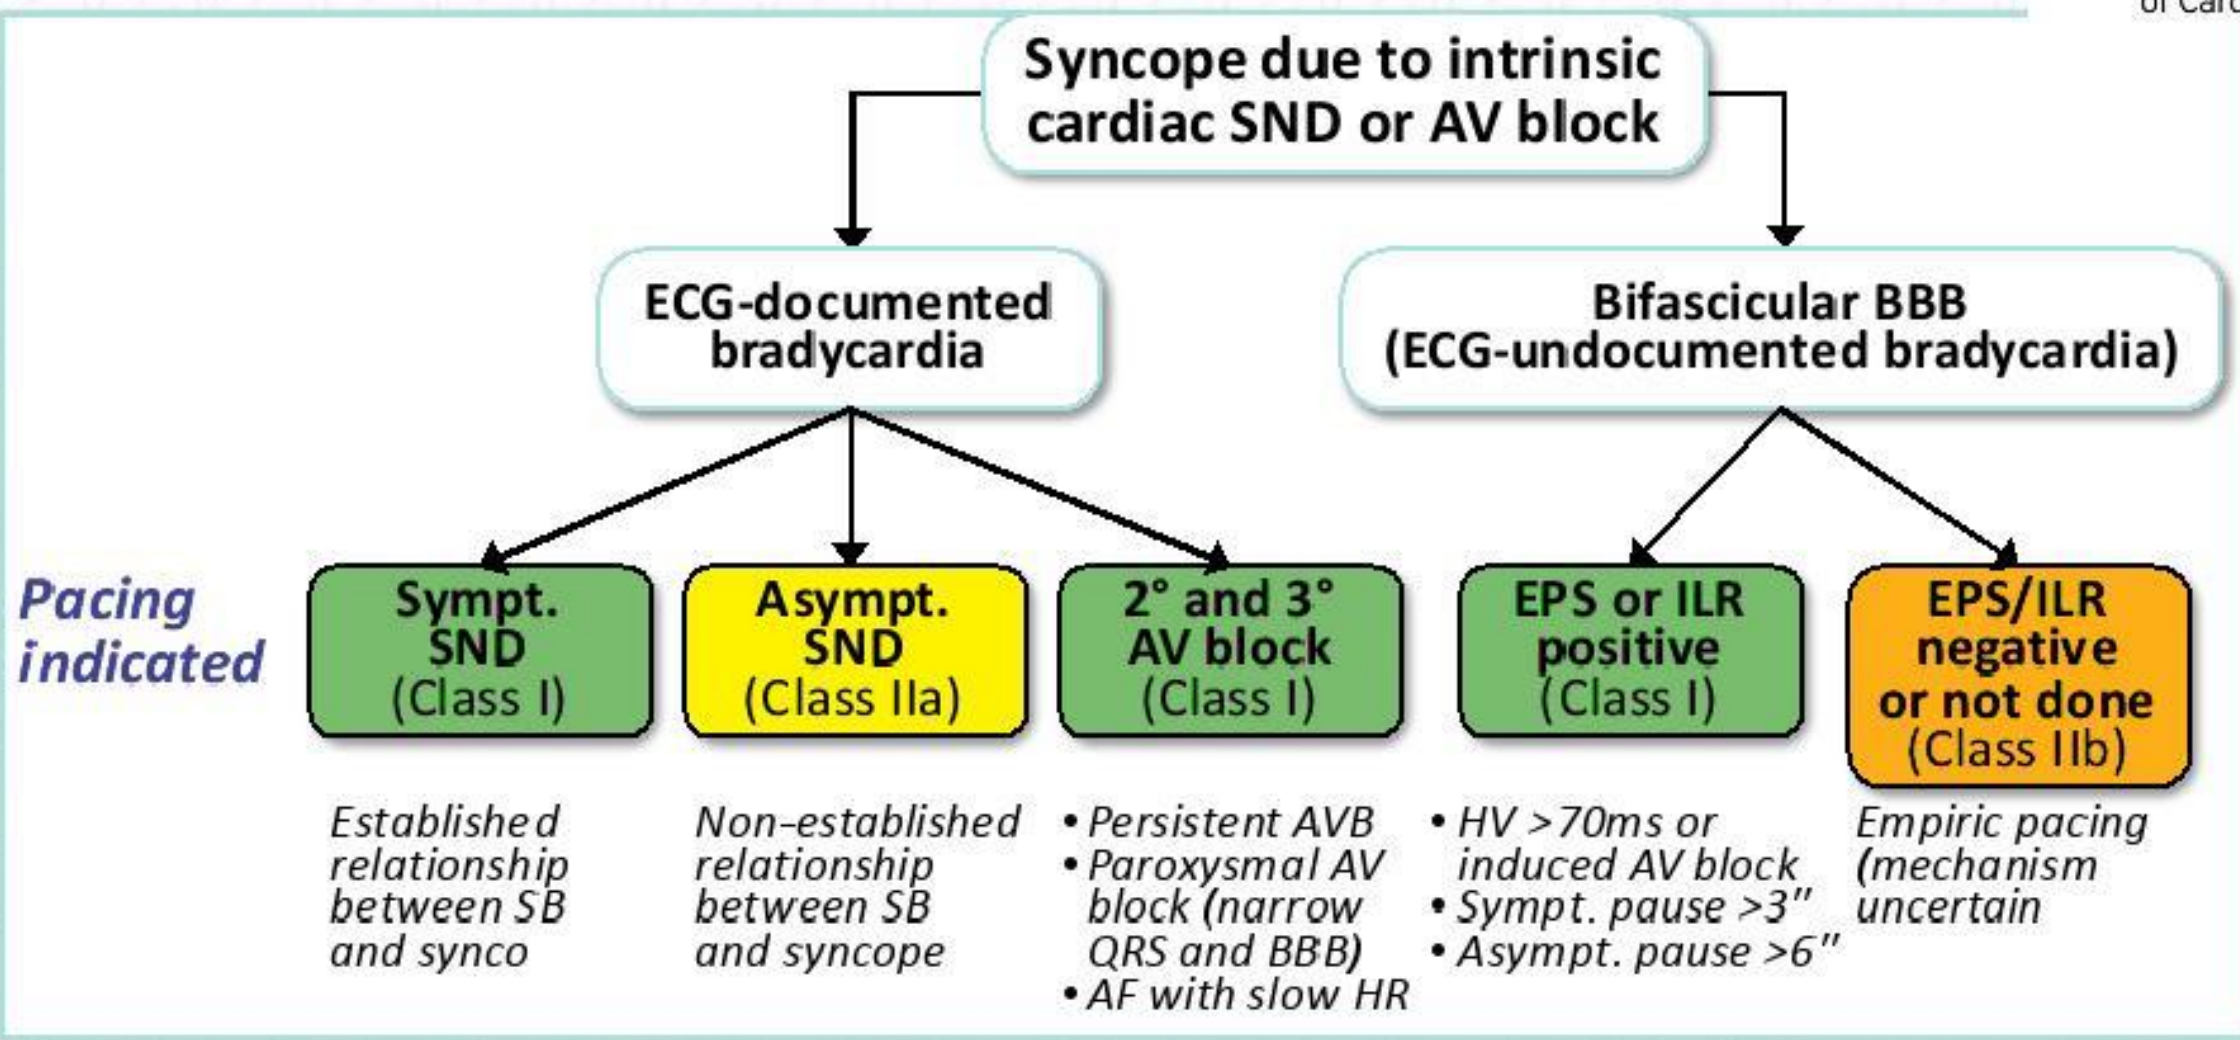 of Card
Syncope due to intrinsic
cardiac SND or AV block
ECG-documented
bradycardia
Bifascicular BBB
(ECG-undocumented bradycardia)
Pacing
indicated
Sympt.
SND
(Class I)
Asympt.
SND
(Class IIa)
2° and 3°
AV block
(Class I)
EPS or ILR
positive
(Class I)
EPS/ILR
negative
or not done
(Class IIb)
Established
relationship
between SB
and synco
Non-established
relationship
between SB
and syncope
• Persistent AVB
• Paroxysmal AV
block (narrow
QRS and BBB)
• AF with slow HR
• HV >70ms or
induced AV block
• Sympt. pause >3″
• Asympt. pause >6″
Empiric pacing
(mechanism
uncertain